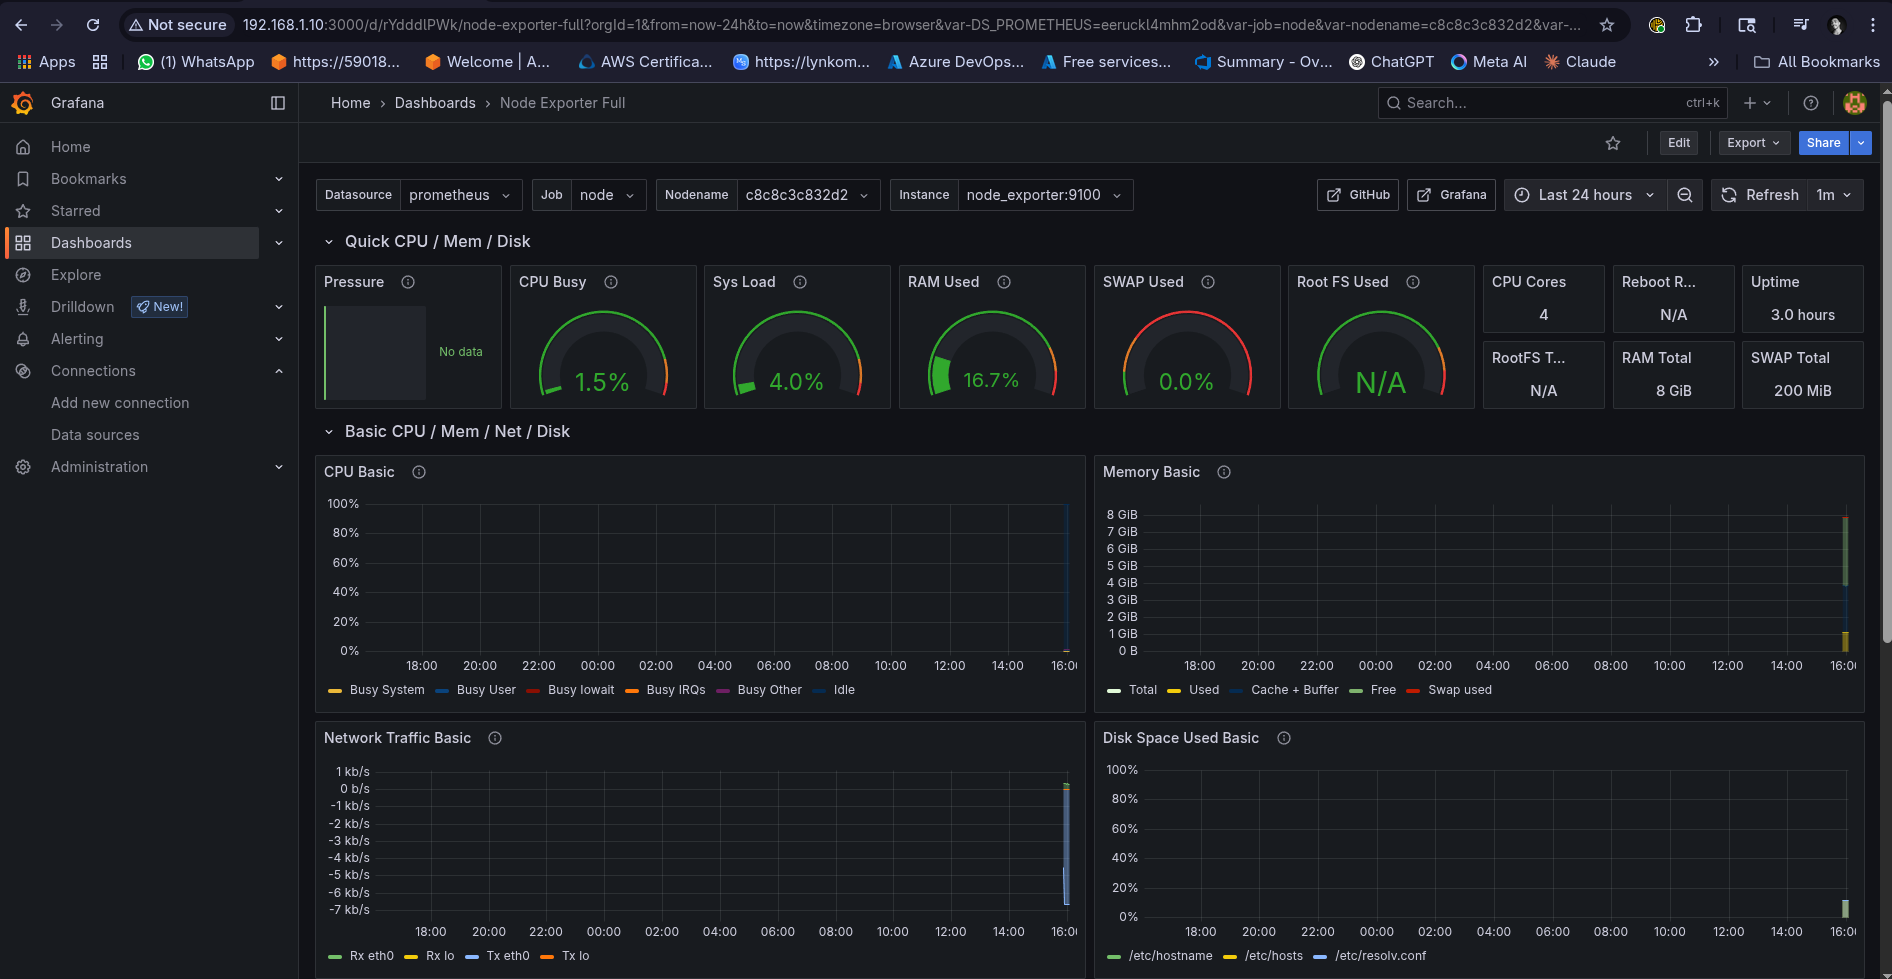 Not secure 192.168.1.10:3000/d/rYdddlPWk/node-exporter-full?orgId=1&from=now-24h&to=now&timezone=browser&var-DS_PROMETHEUS=eeruckl4mhm2od&var-job=node&var-nodename=c8c8c3c832d2&var-...
Apps (1) WhatsApp https://59018... Welcome | A... AWS Certifica... https://lynkom... Azure DevOps... Free services... Summary - Ov... ChatGPT Meta AI Claude » All Bookmarks
Grafana Home › Dashboards › Node Exporter Full Search... ctrl+k
Edit Export Share
Home
Bookmarks
Starred
Dashboards
Explore
Drilldown New!
Alerting
Connections
Add new connection
Data sources
Administration
Datasource prometheus Job node Nodename c8c8c3c832d2 Instance node_exporter:9100 GitHub Grafana Last 24 hours Refresh 1m
Quick CPU / Mem / Disk
Pressure
No data
CPU Busy
1.5%
Sys Load
4.0%
RAM Used
16.7%
SWAP Used
0.0%
Root FS Used
N/A
CPU Cores
4
Reboot R...
N/A
Uptime
3.0 hours
RootFS T...
N/A
RAM Total
8 GiB
SWAP Total
200 MiB
Basic CPU / Mem / Net / Disk
CPU Basic
100%
80%
60%
40%
20%
0%
18:00 20:00 22:00 00:00 02:00 04:00 06:00 08:00 10:00 12:00 14:00 16:00
Busy System Busy User Busy Iowait Busy IRQs Busy Other Idle
Memory Basic
8 GiB
7 GiB
6 GiB
5 GiB
4 GiB
3 GiB
2 GiB
1 GiB
0 B
18:00 20:00 22:00 00:00 02:00 04:00 06:00 08:00 10:00 12:00 14:00 16:00
Total Used Cache + Buffer Free Swap used
Network Traffic Basic
1 kb/s
0 b/s
-1 kb/s
-2 kb/s
-3 kb/s
-4 kb/s
-5 kb/s
-6 kb/s
-7 kb/s
18:00 20:00 22:00 00:00 02:00 04:00 06:00 08:00 10:00 12:00 14:00 16:00
Rx eth0 Rx lo Tx eth0 Tx lo
Disk Space Used Basic
100%
80%
60%
40%
20%
0%
18:00 20:00 22:00 00:00 02:00 04:00 06:00 08:00 10:00 12:00 14:00 16:00
/etc/hostname /etc/hosts /etc/resolv.conf